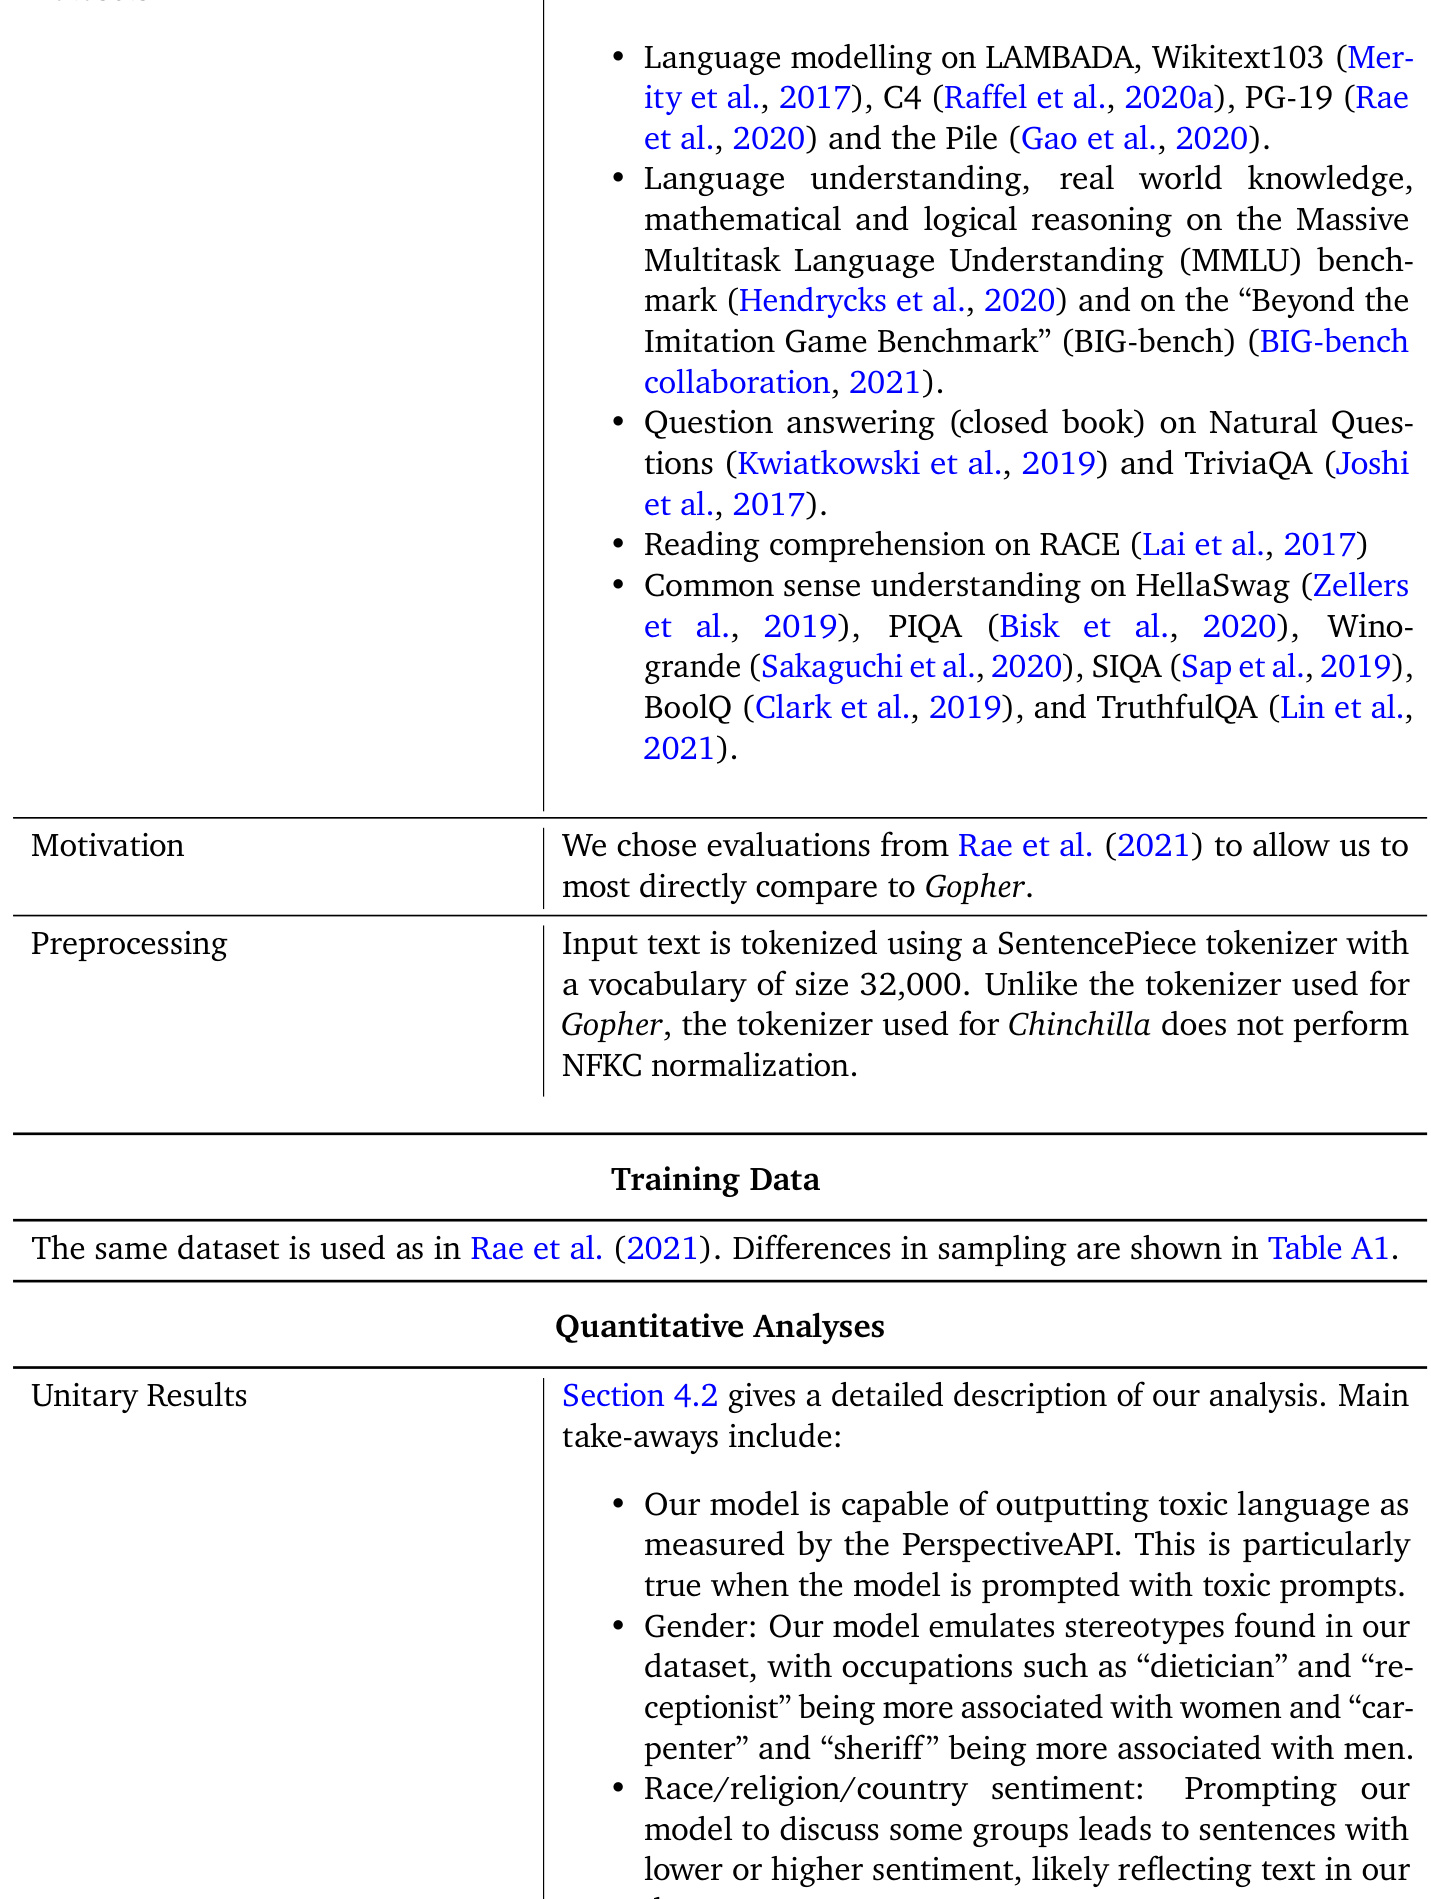 • Language modelling on LAMBADA, Wikitext103 (Mer-
ity et al., 2017), C4 (Raffel et al., 2020a), PG-19 (Rae
et al., 2020) and the Pile (Gao et al., 2020).
• Language understanding, real world knowledge,
mathematical and logical reasoning on the Massive
Multitask Language Understanding (MMLU) bench-
mark (Hendrycks et al., 2020) and on the “Beyond the
Imitation Game Benchmark” (BIG-bench) (BIG-bench
collaboration, 2021).
• Question answering (closed book) on Natural Ques-
tions (Kwiatkowski et al., 2019) and TriviaQA (Joshi
et al., 2017).
• Reading comprehension on RACE (Lai et al., 2017)
• Common sense understanding on HellaSwag (Zellers
et al., 2019), PIQA (Bisk et al., 2020), Wino-
grande (Sakaguchi et al., 2020), SIQA (Sap et al., 2019),
BoolQ (Clark et al., 2019), and TruthfulQA (Lin et al.,
2021).
Motivation
We chose evaluations from Rae et al. (2021) to allow us to
most directly compare to Gopher.
Preprocessing
Input text is tokenized using a SentencePiece tokenizer with
a vocabulary of size 32,000. Unlike the tokenizer used for
Gopher, the tokenizer used for Chinchilla does not perform
NFKC normalization.
Training Data
The same dataset is used as in Rae et al. (2021). Differences in sampling are shown in Table A1.
Quantitative Analyses
Unitary Results
Section 4.2 gives a detailed description of our analysis. Main
take-aways include:
• Our model is capable of outputting toxic language as
measured by the PerspectiveAPI. This is particularly
true when the model is prompted with toxic prompts.
• Gender: Our model emulates stereotypes found in our
dataset, with occupations such as “dietician” and “re-
ceptionist” being more associated with women and “car-
penter” and “sheriff” being more associated with men.
• Race/religion/country sentiment: Prompting our
model to discuss some groups leads to sentences with
lower or higher sentiment, likely reflecting text in our